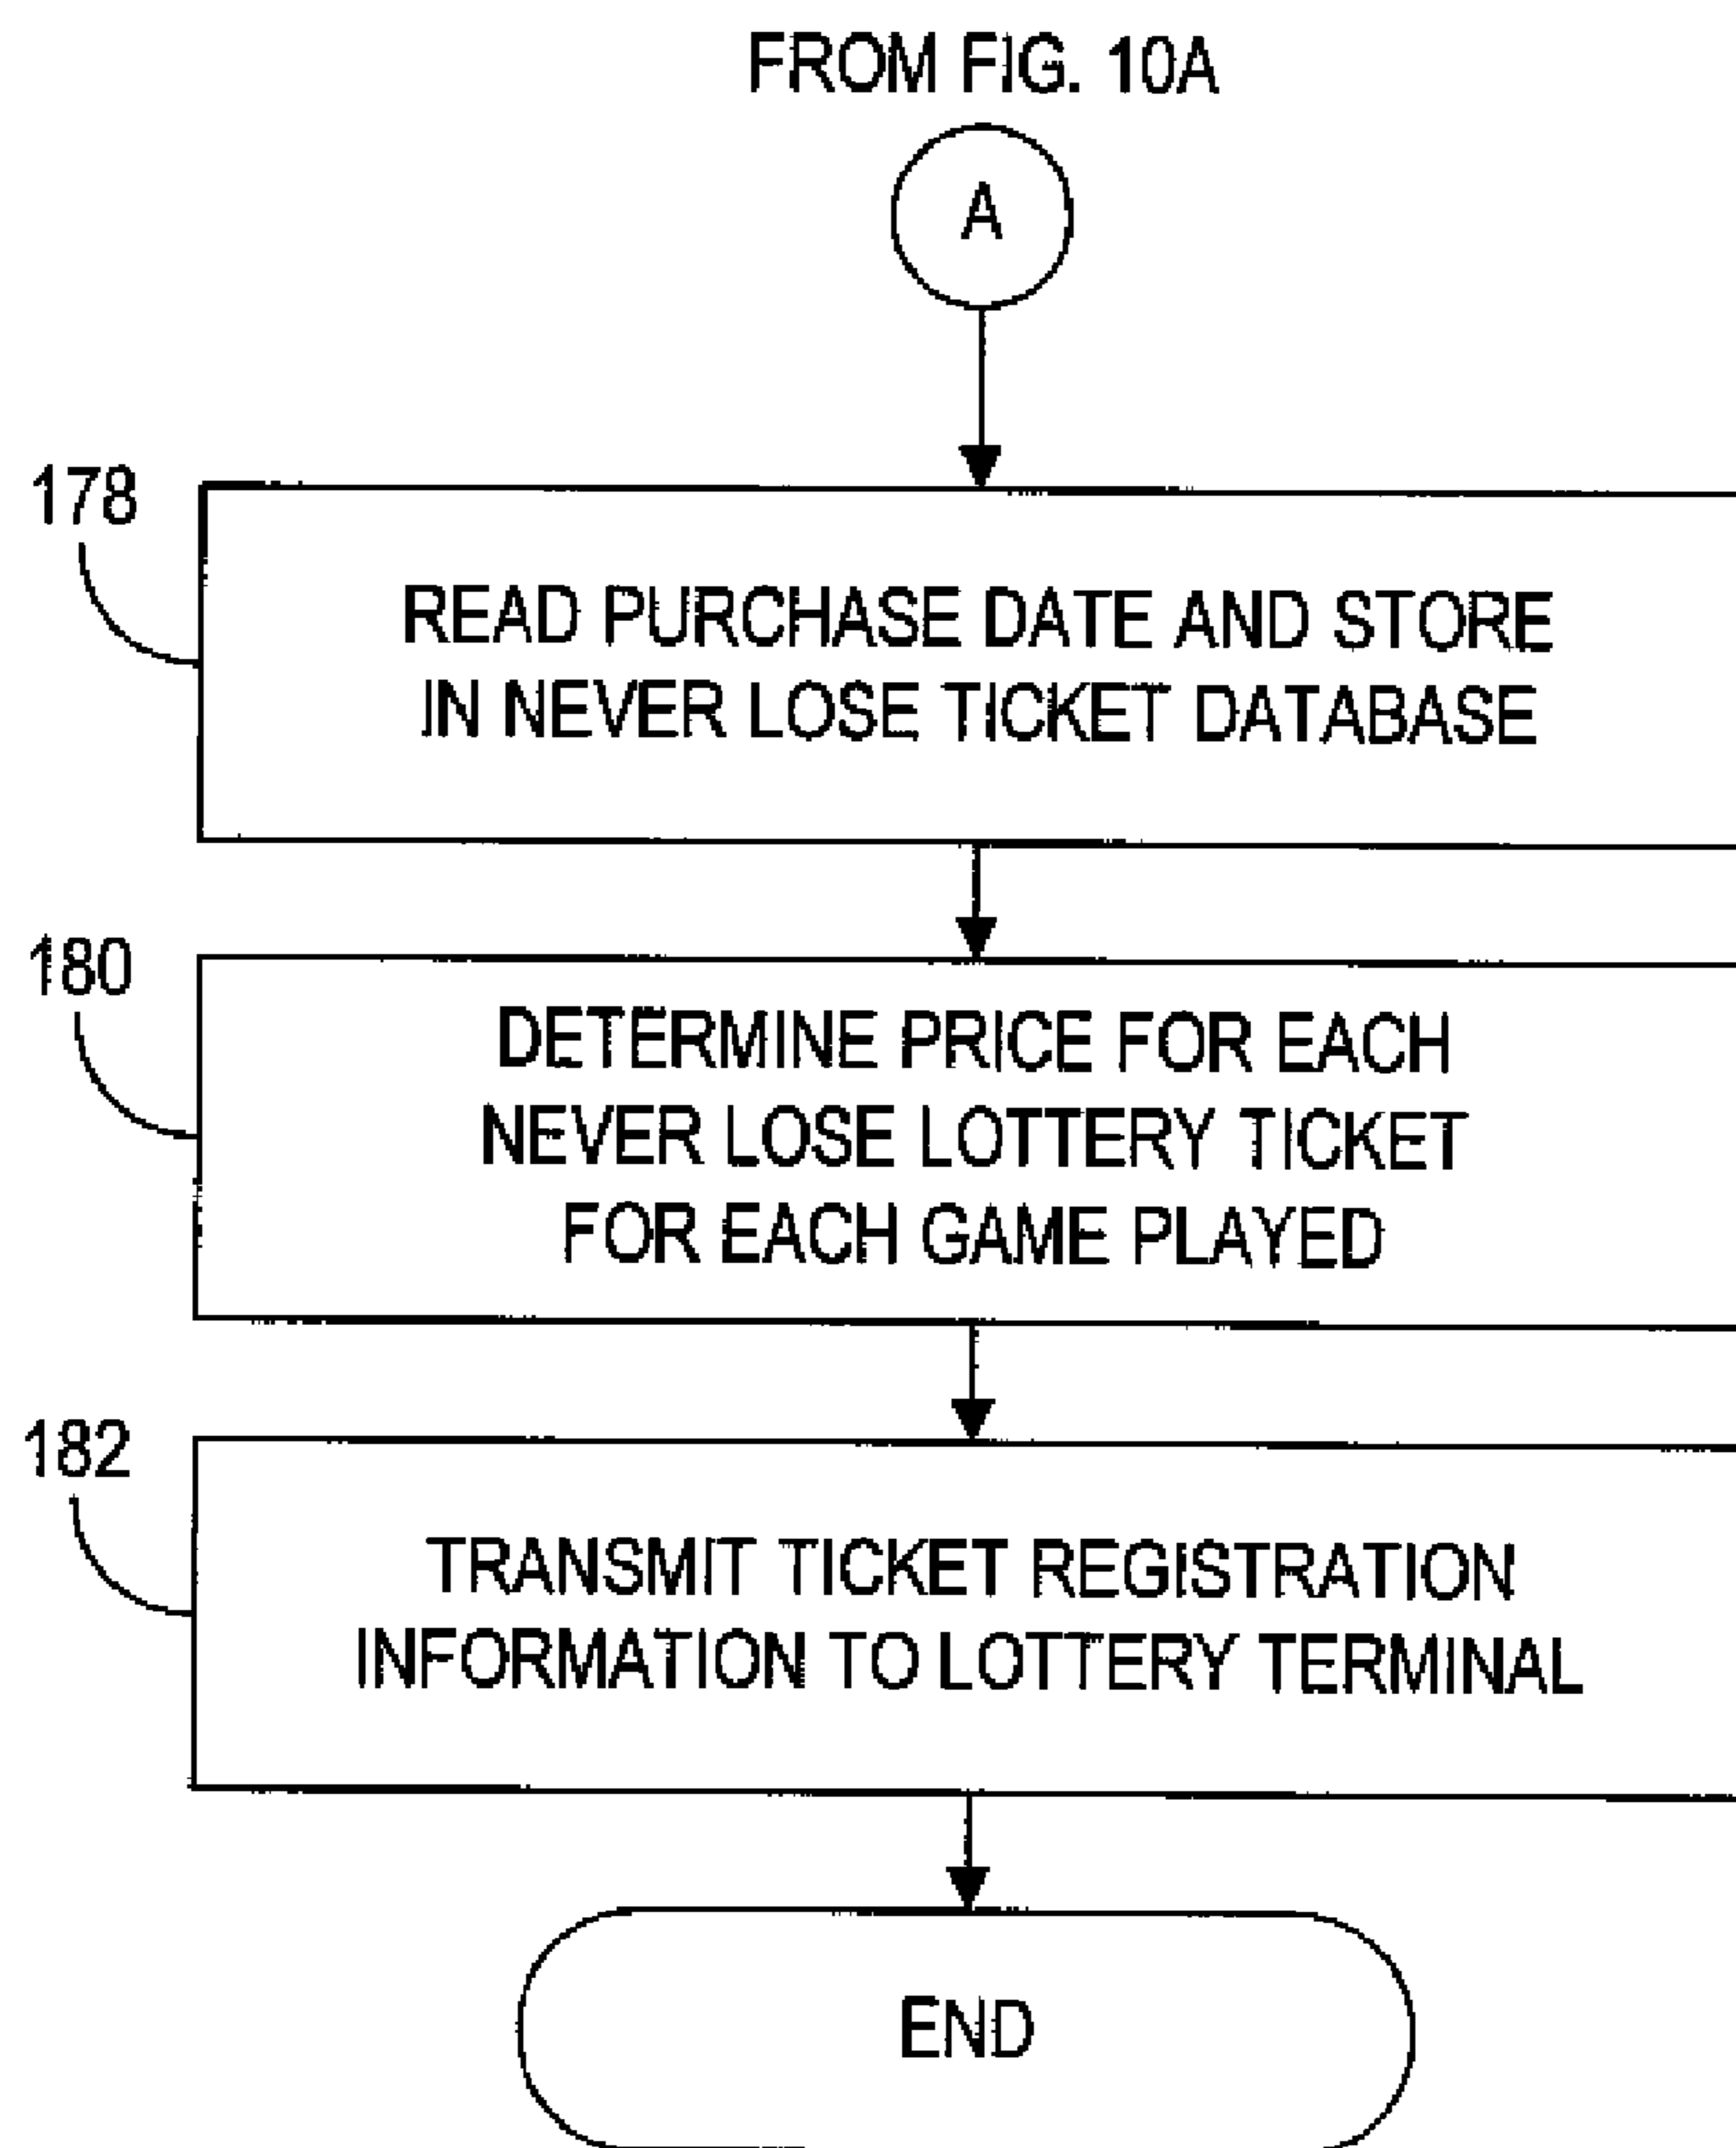 FROM FIG. 10A
A
178
READ PURCHASE DATE AND STORE
IN NEVER LOSE TICKET DATABASE
180
DETERMINE PRICE FOR EACH
NEVER LOSE LOTTERY TICKET
FOR EACH GAME PLAYED
182
TRANSMIT TICKET REGISTRATION
INFORMATION TO LOTTERY TERMINAL
END